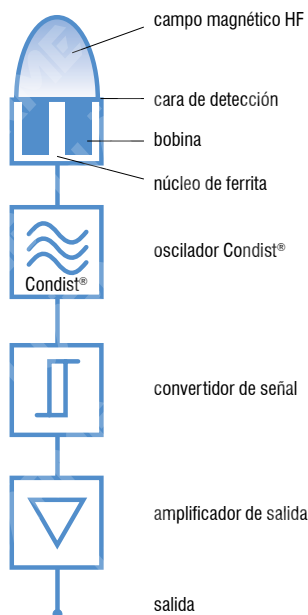 campo magnético HF
cara de detección
bobina
núcleo de ferrita
oscilador Condist®
Condist®
convertidor de señal
amplificador de salida
salida